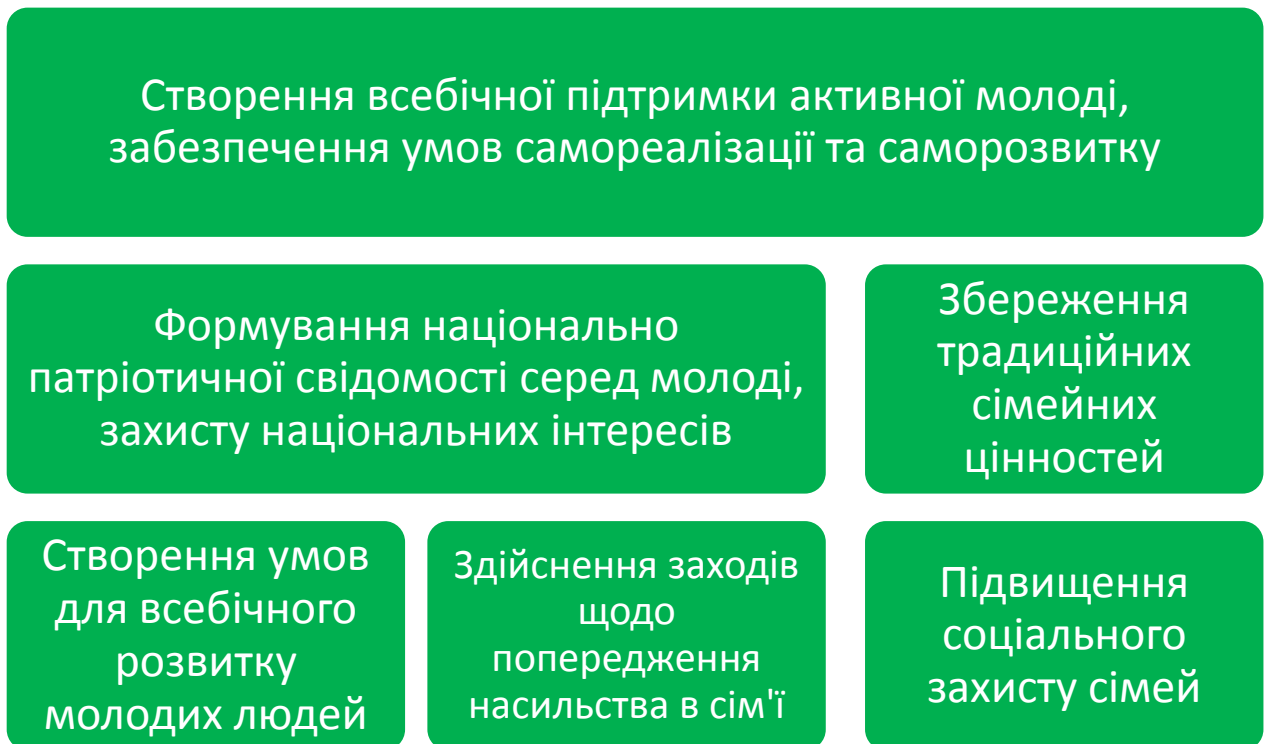 Створення всебічної підтримки активної молоді,
забезпечення умов самореалізації та саморозвитку
Формування національно
патріотичної свідомості серед молоді,
захисту національних інтересів
Збереження
традиційних
сімейних
цінностей
Створення умов
для всебічного
розвитку
молодих людей
Здійснення заходів
щодо
попередження
насильства в сім'ї
Підвищення
соціального
захисту сімей